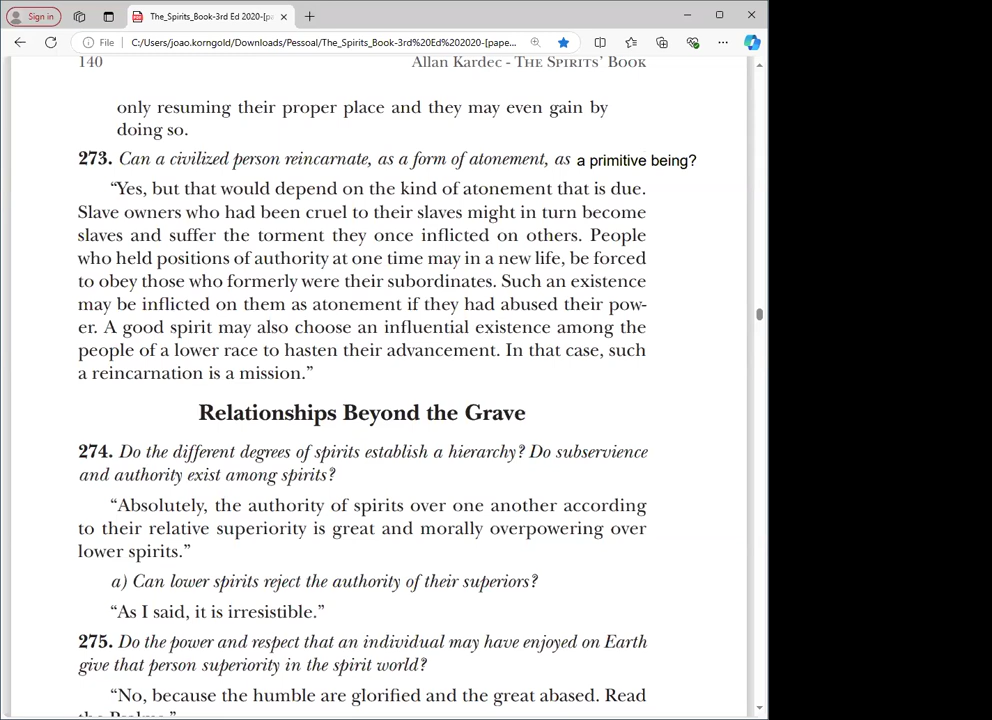 Sign in
The_Spirits_Book-3rd Ed 2020-[pa
File
C:/Users/joao.korngold/Downloads/Pessoal/The_Spirits_Book-3rd%20Ed%202020-[pape...
140 Allan Kardec - THE SPIRITS' BOOK
only resuming their proper place and they may even gain by
doing so.
273. Can a civilized person reincarnate, as a form of atonement, as a primitive being?
“Yes, but that would depend on the kind of atonement that is due.
Slave owners who had been cruel to their slaves might in turn become
slaves and suffer the torment they once inflicted on others. People
who held positions of authority at one time may in a new life, be forced
to obey those who formerly were their subordinates. Such an existence
may be inflicted on them as atonement if they had abused their pow-
er. A good spirit may also choose an influential existence among the
people of a lower race to hasten their advancement. In that case, such
a reincarnation is a mission.”
Relationships Beyond the Grave
274. Do the different degrees of spirits establish a hierarchy? Do subservience
and authority exist among spirits?
“Absolutely, the authority of spirits over one another according
to their relative superiority is great and morally overpowering over
lower spirits.”
a) Can lower spirits reject the authority of their superiors?
“As I said, it is irresistible.”
275. Do the power and respect that an individual may have enjoyed on Earth
give that person superiority in the spirit world?
“No, because the humble are glorified and the great abased. Read
the Psalms.”